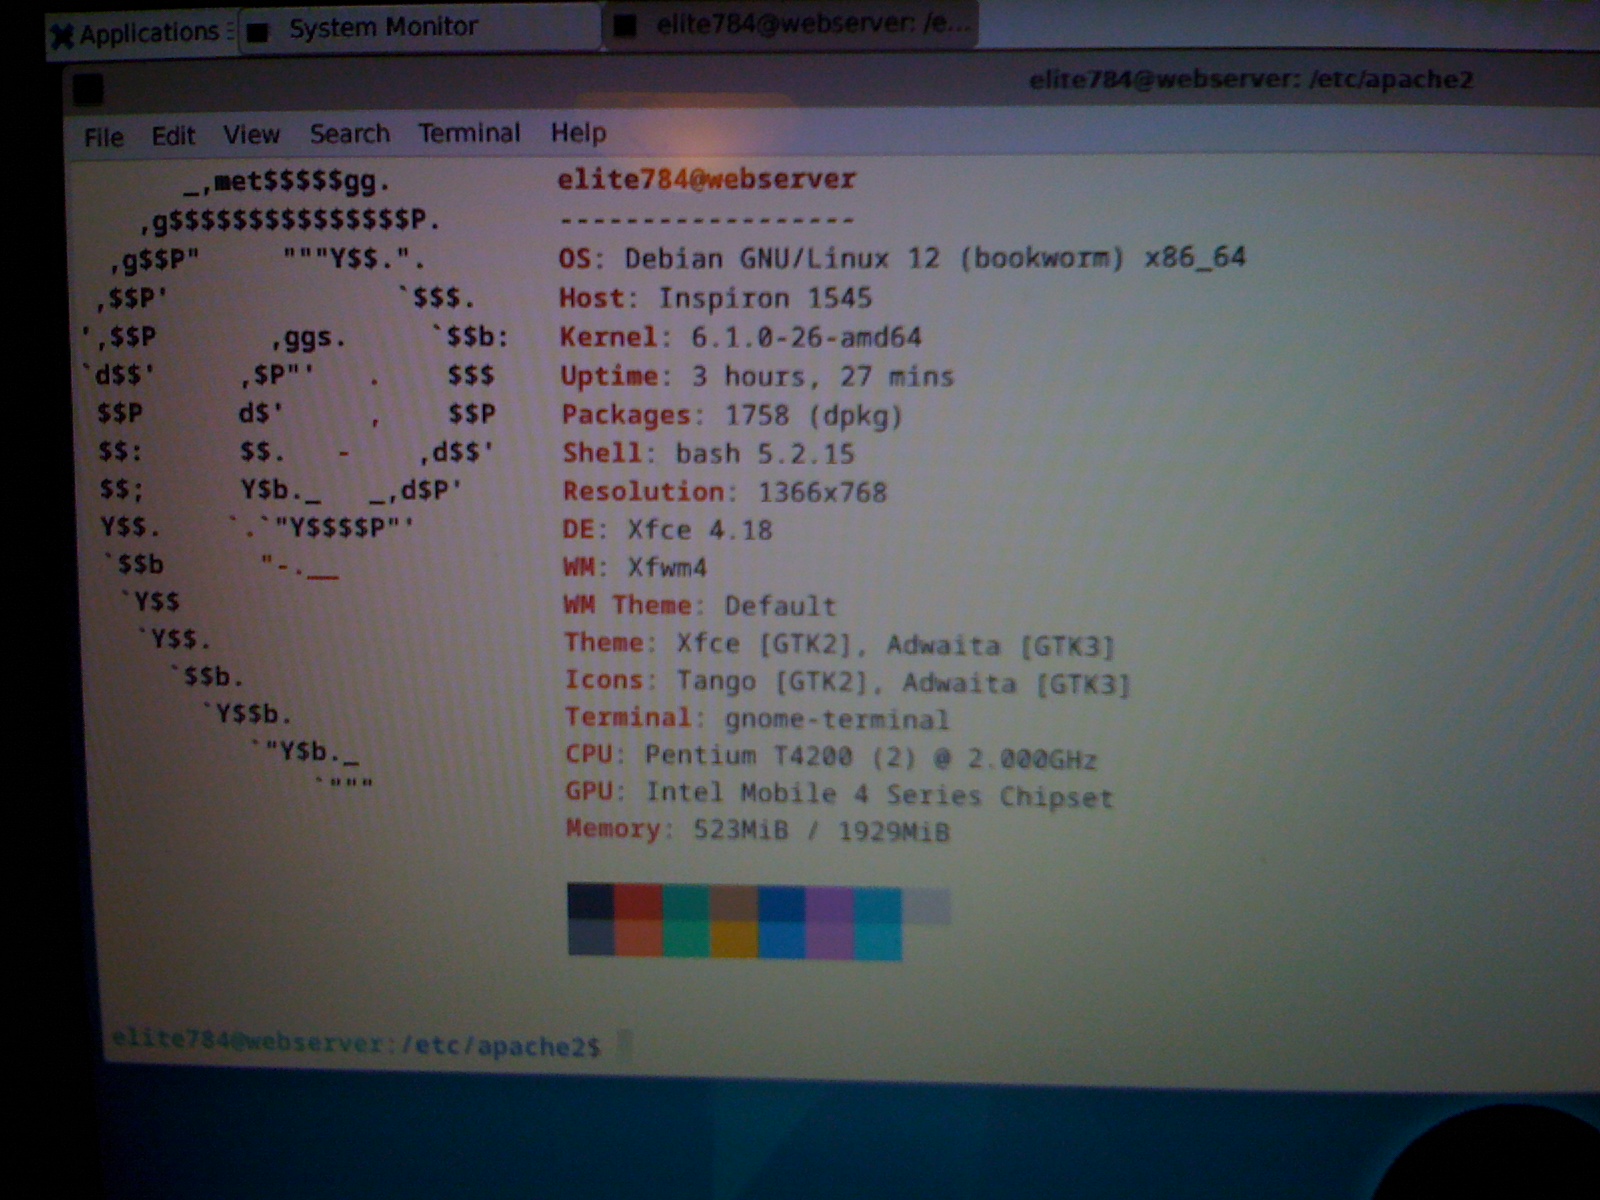 Applications
System Monitor
elite784@webserver: /e...
elite784@webserver: /etc/apache2
File Edit View Search Terminal Help
_,met$$$$$gg.
,g$$$$$$$$$$$$$$$P.
,g$$P"     """Y$$.".
,$$P'               `$$$.
',$$P       ,ggs.     `$$b:
`d$$'     ,$P"'   .    $$$
$$P      d$'     ,    $$P
$$:      $$.   -    ,d$$'
$$;      Y$b._   _,d$P'
Y$$.    `.`"Y$$$$P"'
`$$b      "-.__
`Y$$
`Y$$.
`$$b.
`Y$$b.
`"Y$b._
`"""
elite784@webserver
------------------
OS: Debian GNU/Linux 12 (bookworm) x86_64
Host: Inspiron 1545
Kernel: 6.1.0-26-amd64
Uptime: 3 hours, 27 mins
Packages: 1758 (dpkg)
Shell: bash 5.2.15
Resolution: 1366x768
DE: Xfce 4.18
WM: Xfwm4
WM Theme: Default
Theme: Xfce [GTK2], Adwaita [GTK3]
Icons: Tango [GTK2], Adwaita [GTK3]
Terminal: gnome-terminal
CPU: Pentium T4200 (2) @ 2.000GHz
GPU: Intel Mobile 4 Series Chipset
Memory: 523MiB / 1929MiB
elite784@webserver:/etc/apache2$